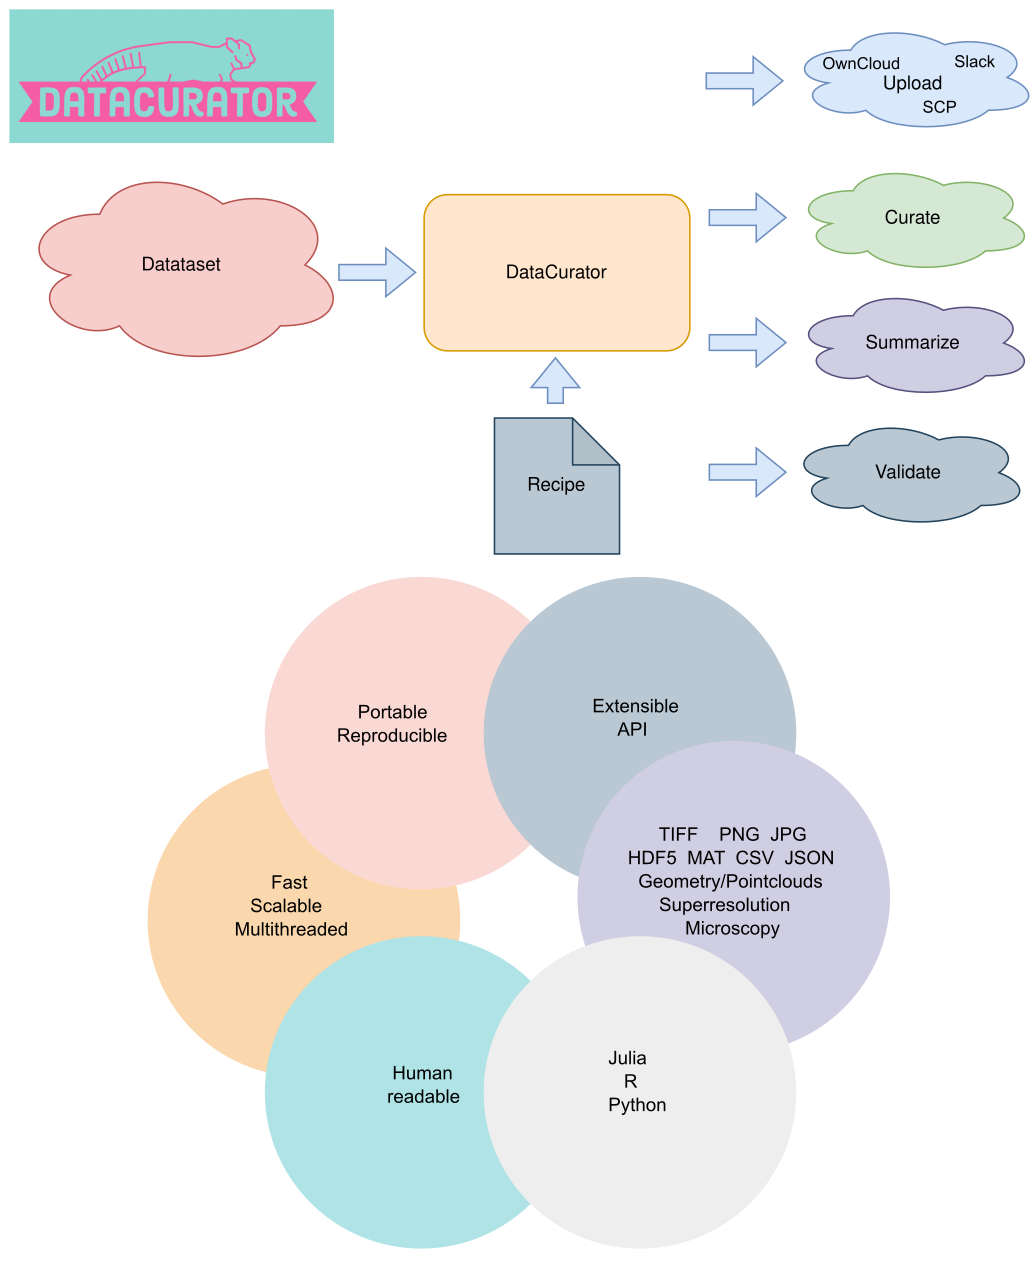 DATACURATOR
OwnCloud
Slack
Upload
SCP
Datataset
DataCurator
Curate
Summarize
Recipe
Validate
Portable
Reproducible
Extensible
API
TIFF PNG JPG
HDF5 MAT CSV JSON
Geometry/Pointclouds
Superresolution
Microscopy
Fast
Scalable
Multithreaded
Human
readable
Julia
R
Python